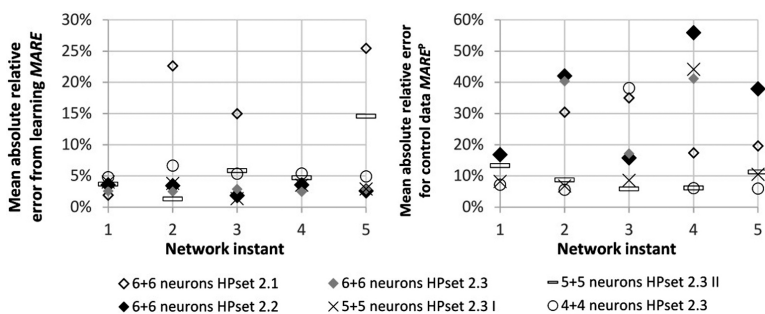 Mean absolute relative
error from learning MARE
30%
25%
20%
15%
10%
5%
0%
1 2 3 4 5
Network instant
Mean absolute relative error
for control data MAREᵖ
60%
50%
40%
30%
20%
10%
0%
1 2 3 4 5
Network instant
6+6 neurons HPset 2.1
6+6 neurons HPset 2.3
5+5 neurons HPset 2.3 II
6+6 neurons HPset 2.2
5+5 neurons HPset 2.3 I
4+4 neurons HPset 2.3